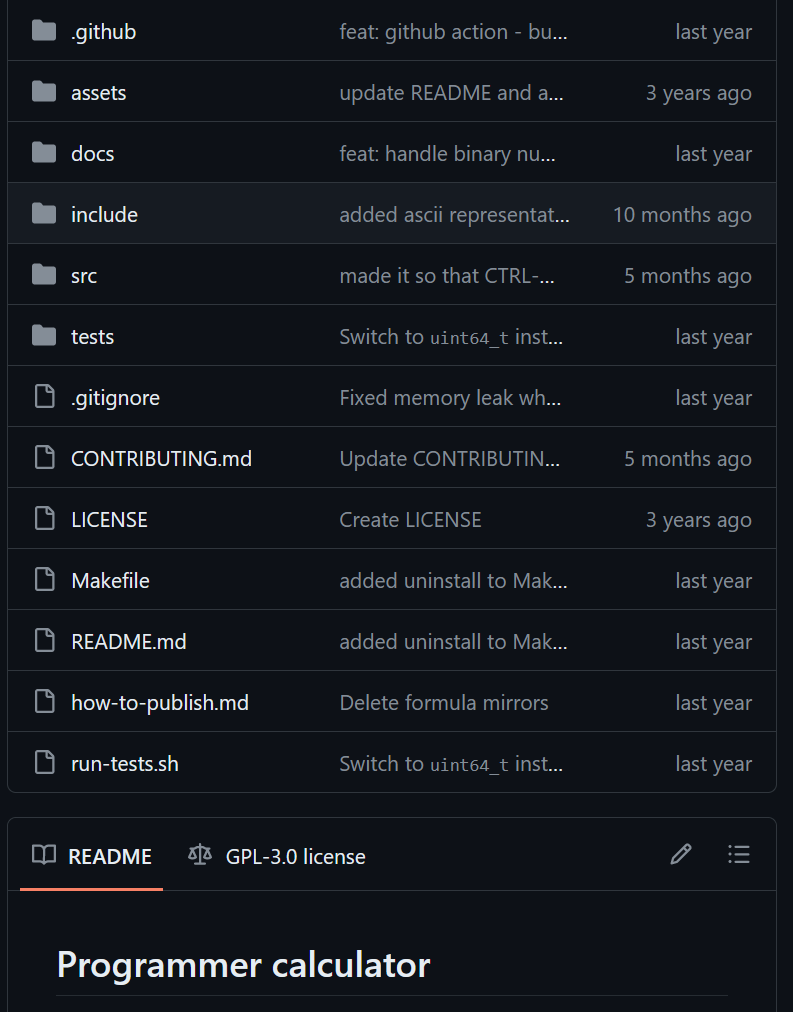 .github feat: github action - bu... last year
assets update README and a... 3 years ago
docs feat: handle binary nu... last year
include added ascii representat... 10 months ago
src made it so that CTRL-... 5 months ago
tests Switch to uint64_t inst... last year
.gitignore Fixed memory leak wh... last year
CONTRIBUTING.md Update CONTRIBUTIN... 5 months ago
LICENSE Create LICENSE 3 years ago
Makefile added uninstall to Mak... last year
README.md added uninstall to Mak... last year
how-to-publish.md Delete formula mirrors last year
run-tests.sh Switch to uint64_t inst... last year
README GPL-3.0 license
Programmer calculator